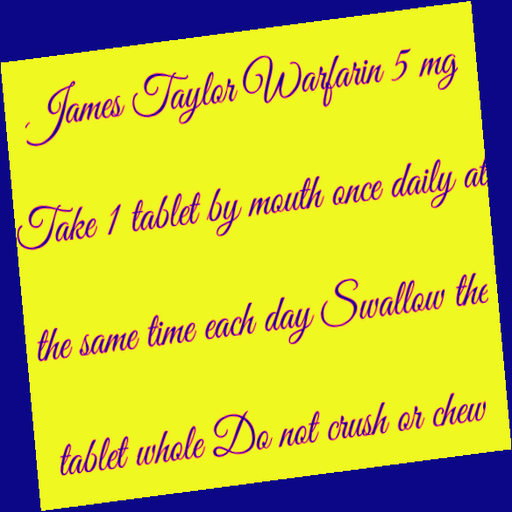 James Taylor Warfarin 5 mg
Take 1 tablet by mouth once daily at
the same time each day Swallow the
tablet whole Do not crush or chew